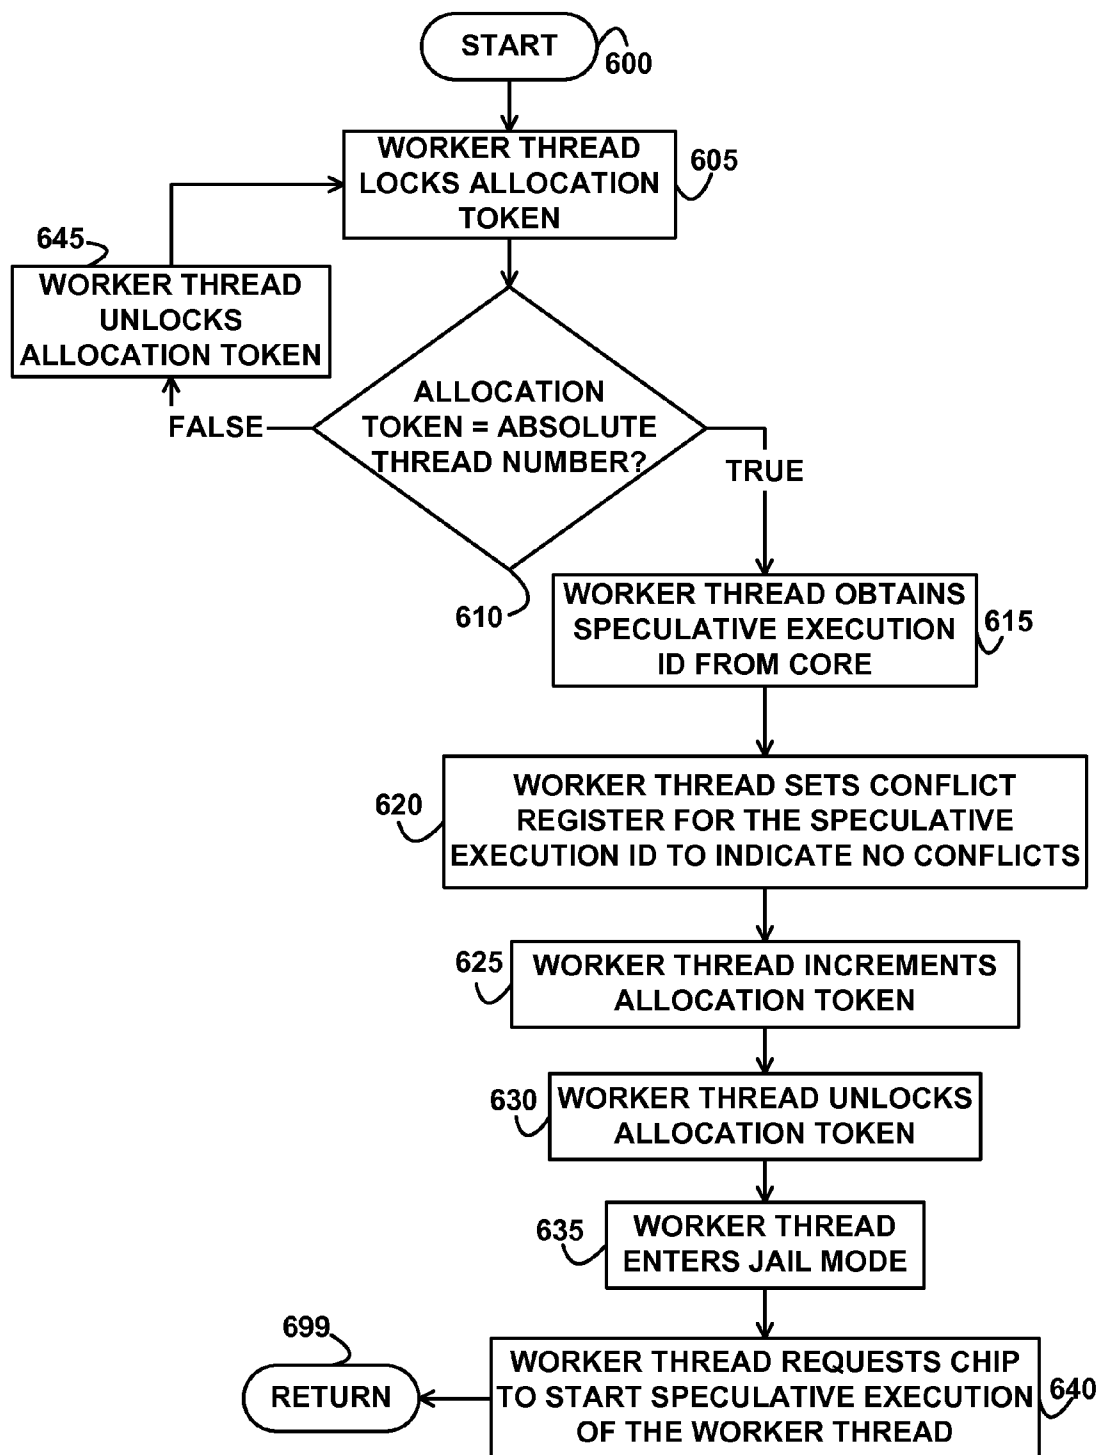 START
600
WORKER THREAD
LOCKS ALLOCATION
TOKEN
605
645
WORKER THREAD
UNLOCKS
ALLOCATION TOKEN
ALLOCATION
TOKEN = ABSOLUTE
THREAD NUMBER?
FALSE
TRUE
610
WORKER THREAD OBTAINS
SPECULATIVE EXECUTION
ID FROM CORE
615
620
WORKER THREAD SETS CONFLICT
REGISTER FOR THE SPECULATIVE
EXECUTION ID TO INDICATE NO CONFLICTS
625
WORKER THREAD INCREMENTS
ALLOCATION TOKEN
630
WORKER THREAD UNLOCKS
ALLOCATION TOKEN
635
WORKER THREAD
ENTERS JAIL MODE
WORKER THREAD REQUESTS CHIP
TO START SPECULATIVE EXECUTION
OF THE WORKER THREAD
640
699
RETURN